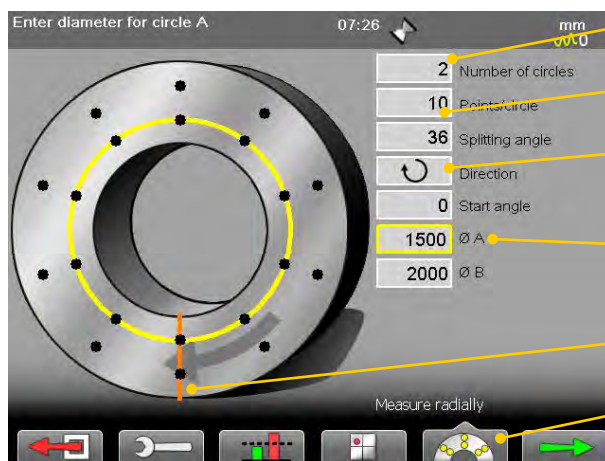 Enter diameter for circle A 07:26 mm
0
2 Number of circles
10 Points/circle
36 Splitting angle
Direction
0 Start angle
1500 Ø A
2000 Ø B
Measure radially